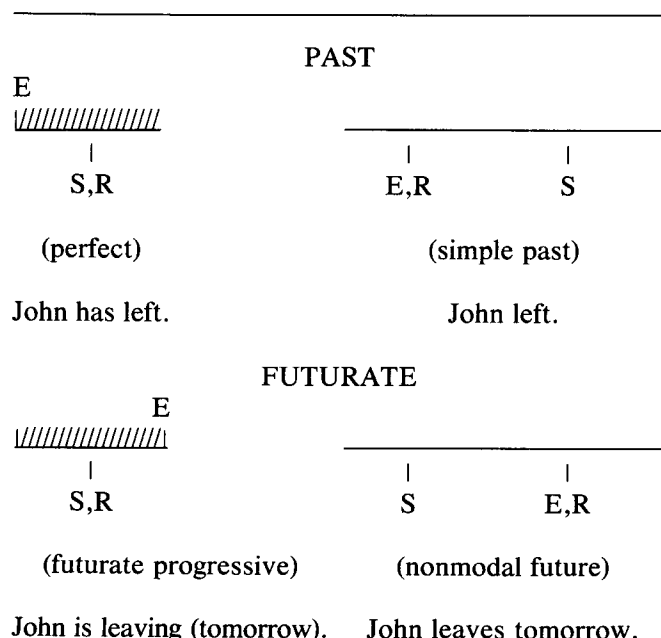 PAST
E
S,R E,R S
(perfect) (simple past)
John has left. John left.
FUTURATE
E
S,R S E,R
(futurate progressive) (nonmodal future)
John is leaving (tomorrow). John leaves tomorrow.